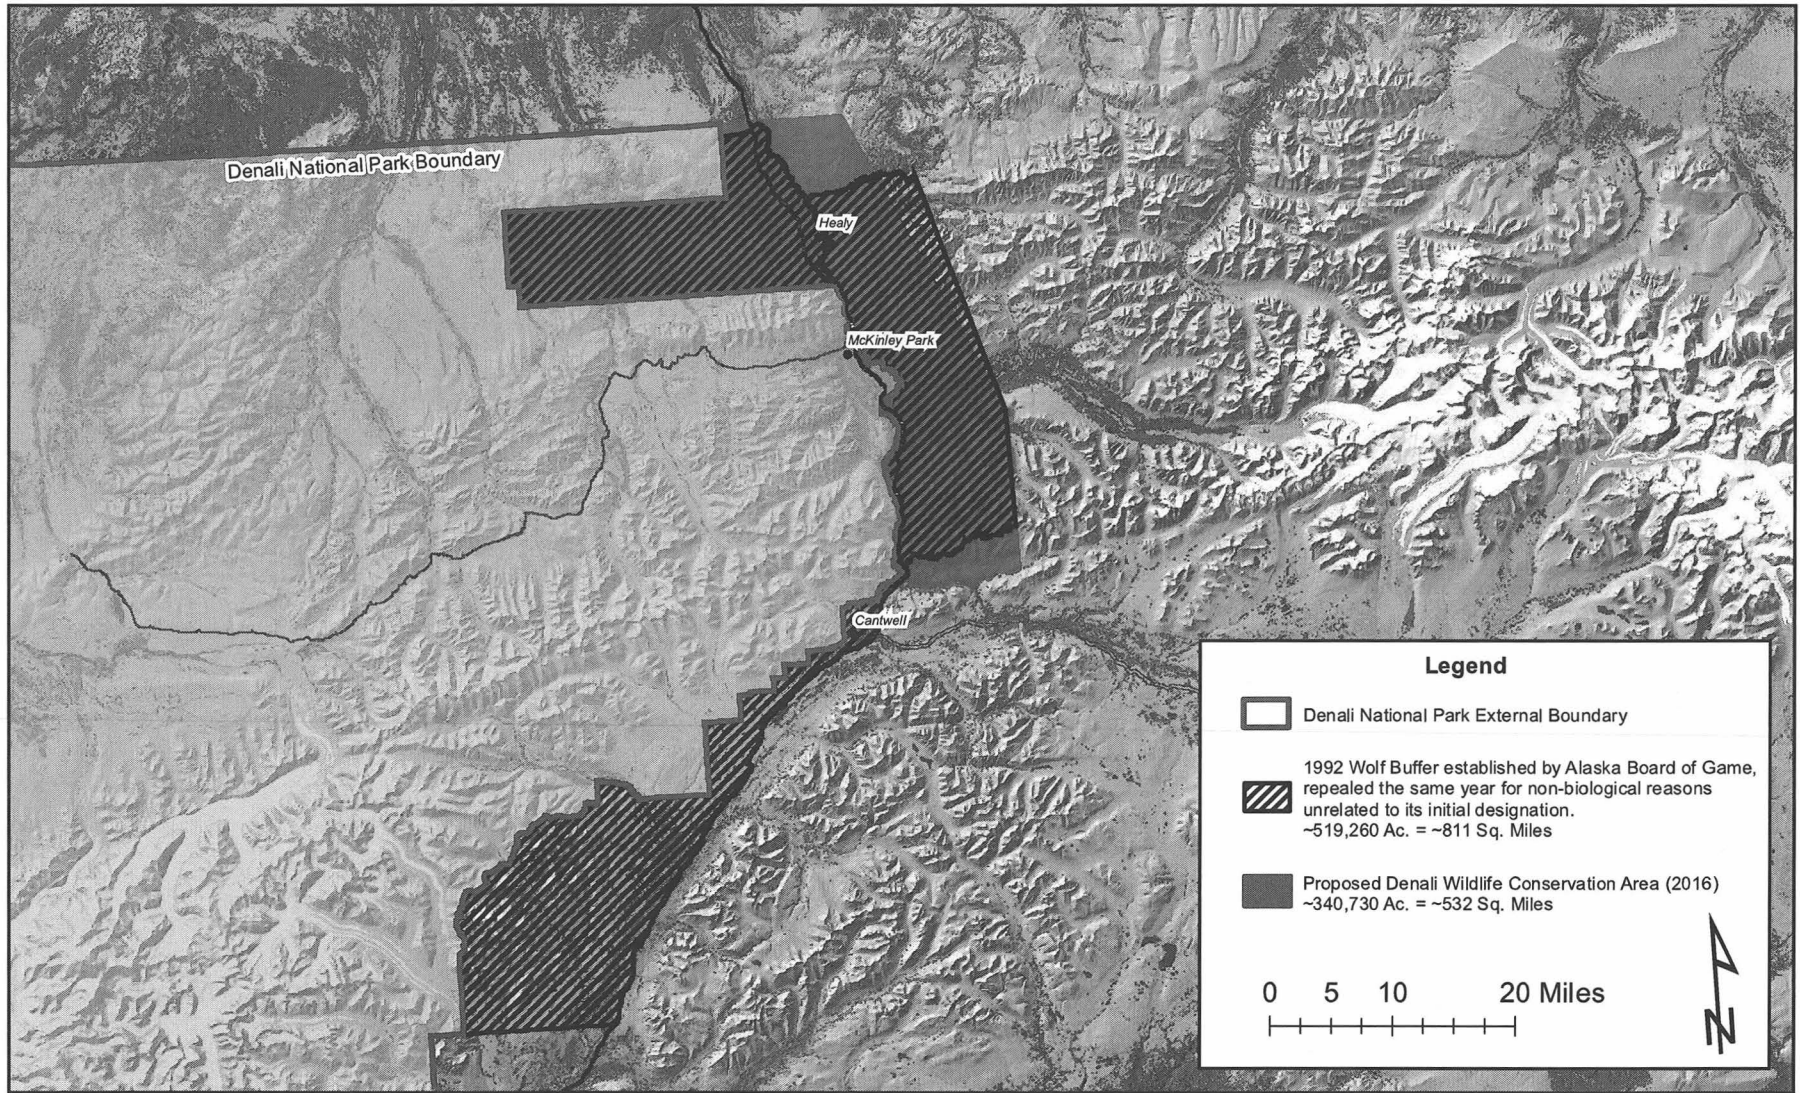 Denali National Park Boundary
Healy
McKinley Park
Cantwell
Legend
Denali National Park External Boundary
1992 Wolf Buffer established by Alaska Board of Game,
repealed the same year for non-biological reasons
unrelated to its initial designation.
~519,260 Ac. = ~811 Sq. Miles
Proposed Denali Wildlife Conservation Area (2016)
~340,730 Ac. = ~532 Sq. Miles
0 5 10 20 Miles
N